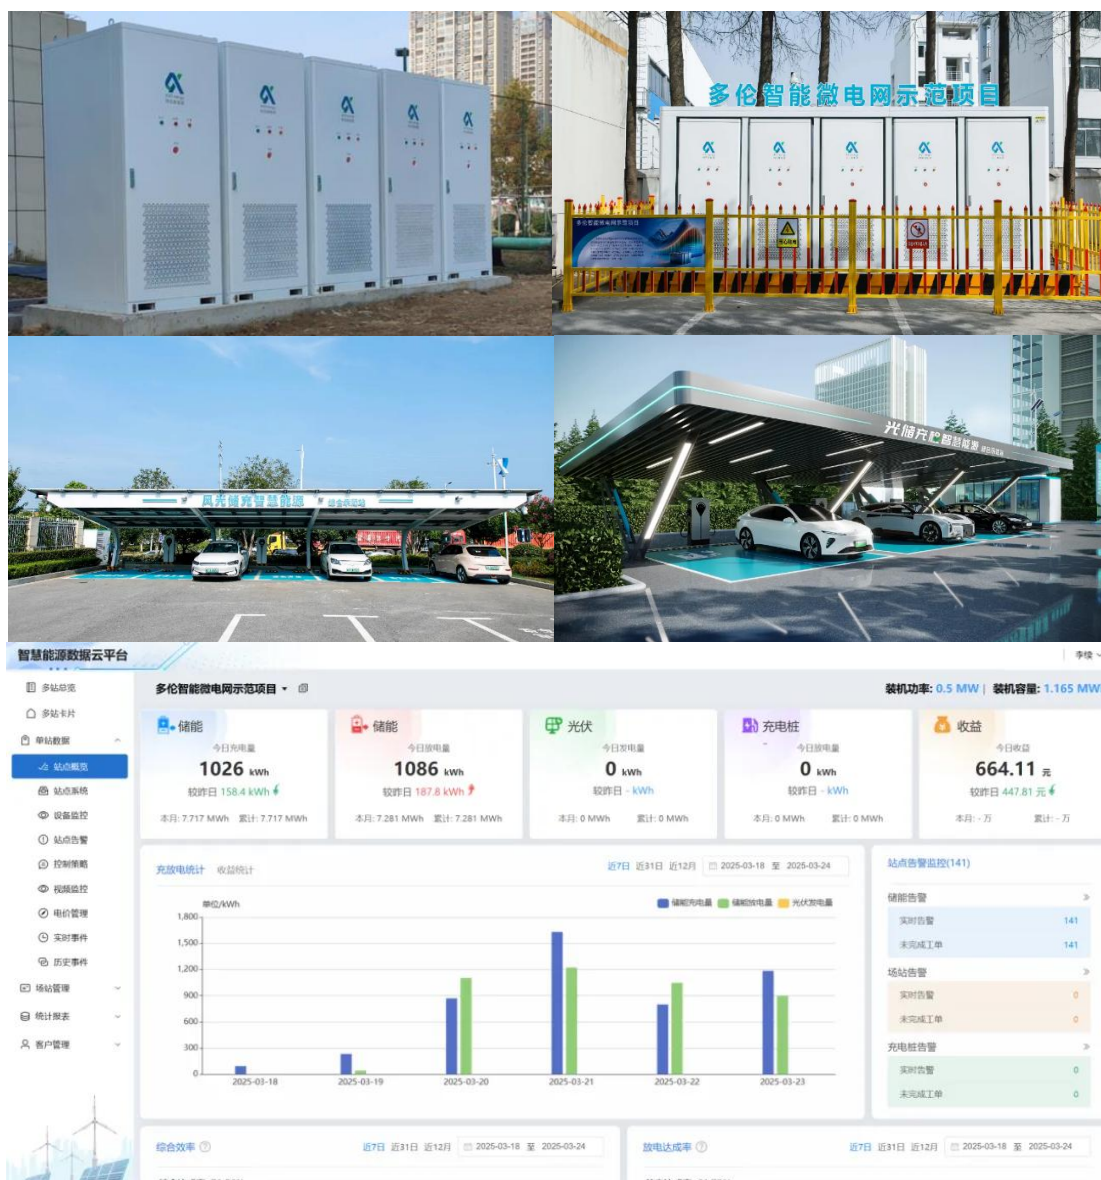 多伦智能微电网示范项目
多伦智能微电网示范项目
风光储充智慧能源 综合示范站
光储充检智慧能源
智慧能源数据云平台
李俊
多站总览
多站卡片
单站数据
站点概览
站点系统
设备监控
站点告警
控制策略
视频监控
电价管理
实时事件
历史事件
场站管理
统计报表
客户管理
多伦智能微电网示范项目
装机功率: 0.5 MW | 装机容量: 1.165 MW
储能
今日充电量
1026 kWh
较昨日 158.4 kWh
本月: 7.717 MWh 累计: 7.717 MWh
储能
今日放电量
1086 kWh
较昨日 187.8 kWh
本月: 7.281 MWh 累计: 7.281 MWh
光伏
今日发电量
0 kWh
较昨日 - kWh
本月: 0 MWh 累计: 0 MWh
充电桩
今日放电量
0 kWh
较昨日 - kWh
本月: 0 MWh 累计: 0 MWh
收益
今日收益
664.11 元
较昨日 447.81 元
本月: - 万 累计: - 万
充放电统计 收益统计
近7日 近31日 近12月 2025-03-18 至 2025-03-24
单位/kWh
储能充电量 储能放电量 光伏发电量
1,800
1,500
1,200
900
600
300
0
2025-03-18 2025-03-19 2025-03-20 2025-03-21 2025-03-22 2025-03-23
站点告警监控(141)
储能告警
实时告警 141
未完成工单 141
场站告警
实时告警 0
未完成工单 0
充电桩告警
实时告警 0
未完成工单 0
综合效率
近7日 近31日 近12月 2025-03-18 至 2025-03-24
放电达成率
近7日 近31日 近12月 2025-03-18 至 2025-03-24